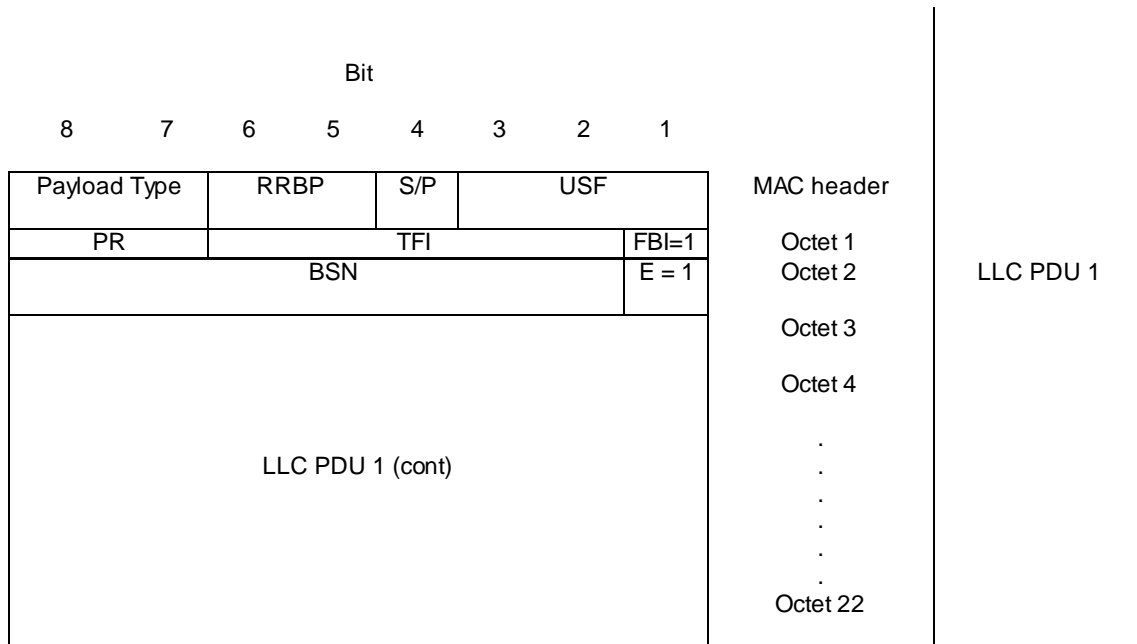 Bit
8 7 6 5 4 3 2 1
Payload Type RRBP S/P USF MAC header
PR TFI FBI=1 Octet 1
BSN E = 1 Octet 2 LLC PDU 1
Octet 3
Octet 4
LLC PDU 1 (cont)
.
.
.
.
.
.
Octet 22